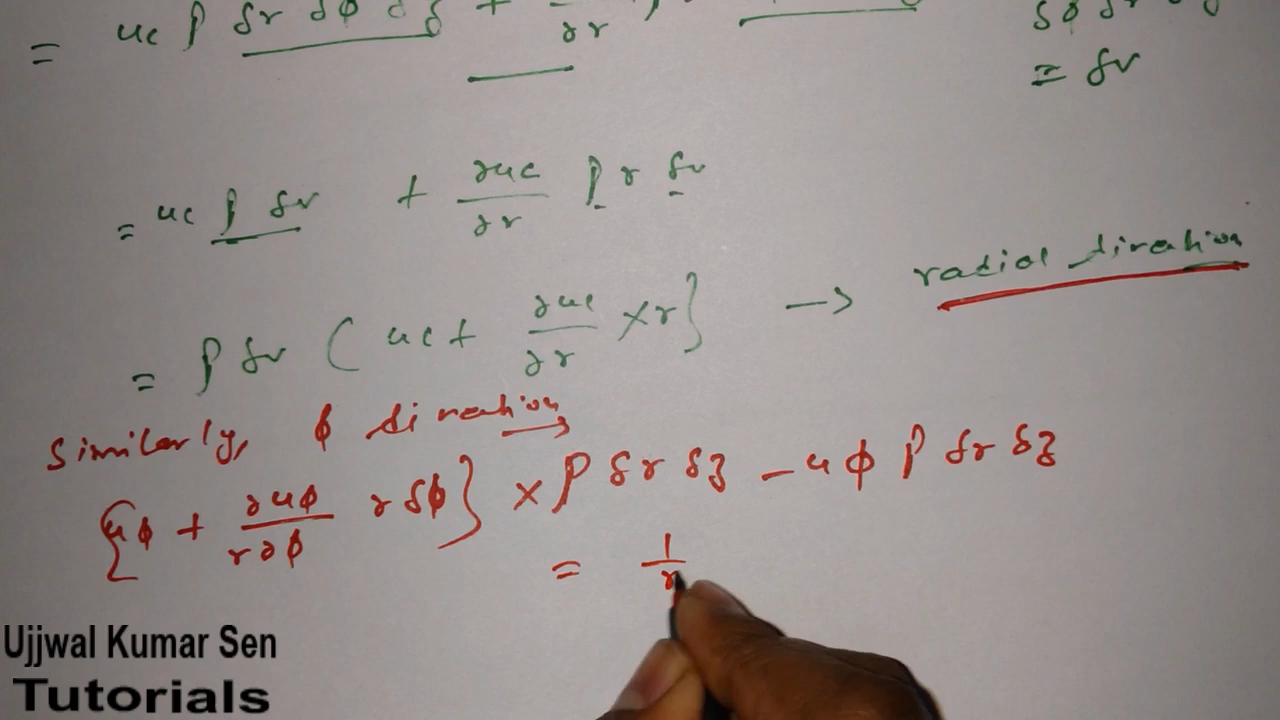 = uc ρ δr δφ δz + ∂r
δφ δr
= δv
= uc ρ δv + ∂uc/∂r ρ r δv
= ρ δv { uc + ∂uc/∂r × r } → radial direction
Similarly, φ direction →
{ uφ + ∂uφ/r∂φ r δφ } × ρ δr δz - uφ ρ δr δz
= 1/r
Ujjwal Kumar Sen
Tutorials